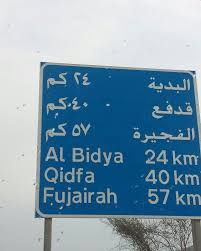 البدية ٢٤ كم
قدفع ٤٠ كم
الفجيرة ٥٧ كم
Al Bidya 24 km
Qidfa 40 km
Fujairah 57 km